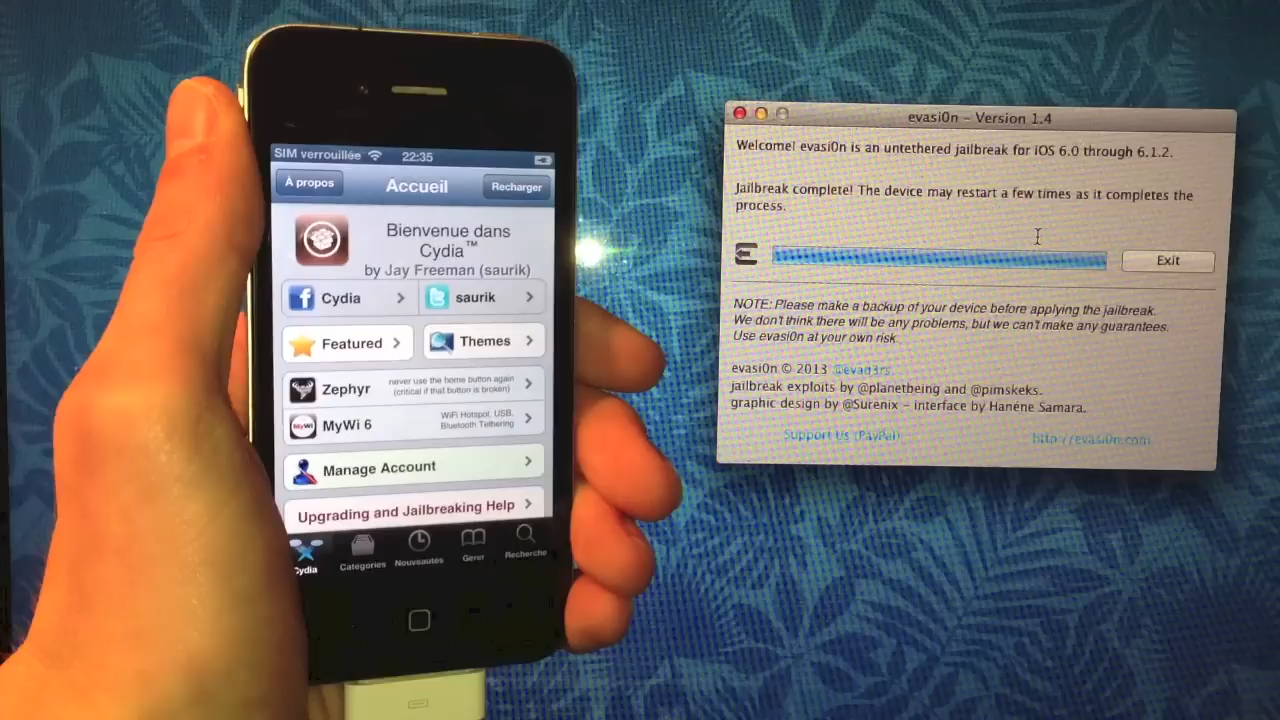 SIM verrouillée 22:35
À propos
Accueil
Recharger
Bienvenue dans
Cydia™
by Jay Freeman (saurik)
Cydia
saurik
Featured
Themes
Zephyr
never use the home button again
(critical if that button is broken)
MyWi
MyWi 6
WiFi Hotspot, USB,
Bluetooth Tethering
Manage Account
Upgrading and Jailbreaking Help
Cydia
Catégories
Nouveautés
Gérer
Recherche
evasi0n – Version 1.4
Welcome! evasi0n is an untethered jailbreak for iOS 6.0 through 6.1.2.
Jailbreak complete! The device may restart a few times as it completes the
process.
Exit
NOTE: Please make a backup of your device before applying the jailbreak.
We don't think there will be any problems, but we can't make any guarantees.
Use evasi0n at your own risk.
evasi0n © 2013 @evad3rs.
jailbreak exploits by @planetbeing and @pimskeks.
graphic design by @Surenix – interface by Hanéne Samara.
Support Us (PayPal)
http://evasi0n.com